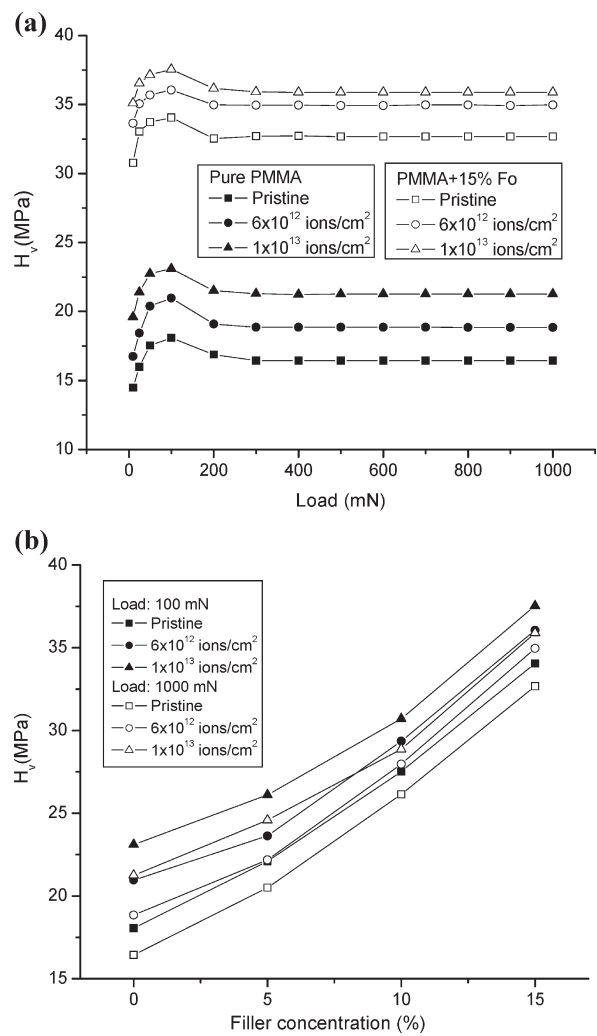 (a)
40
35
30
25
20
15
10
H_v(MPa)
Pure PMMA
Pristine
6x10^12 ions/cm^2
1x10^13 ions/cm^2
PMMA+15% Fo
Pristine
6x10^12 ions/cm^2
1x10^13 ions/cm^2
0 200 400 600 800 1000
Load (mN)
(b)
40
35
30
25
20
15
H_v(MPa)
Load: 100 mN
Pristine
6x10^12 ions/cm^2
1x10^13 ions/cm^2
Load: 1000 mN
Pristine
6x10^12 ions/cm^2
1x10^13 ions/cm^2
0 5 10 15
Filler concentration (%)